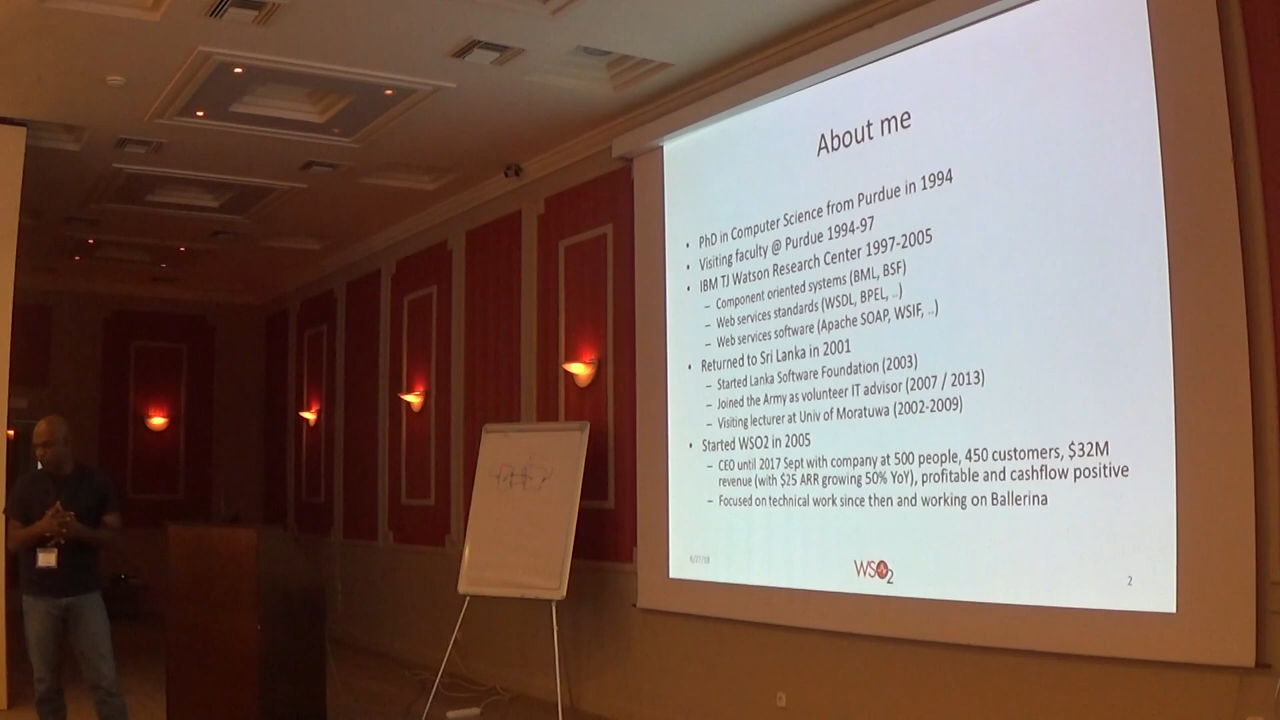 About me
• PhD in Computer Science from Purdue in 1994
• Visiting faculty @ Purdue 1994-97
• IBM TJ Watson Research Center 1997-2005
– Component oriented systems (BML, BSF)
– Web services standards (WSDL, BPEL, ..)
– Web services software (Apache SOAP, WSIF, ..)
• Returned to Sri Lanka in 2001
– Started Lanka Software Foundation (2003)
– Joined the Army as volunteer IT advisor (2007 / 2013)
– Visiting lecturer at Univ of Moratuwa (2002-2009)
• Started WSO2 in 2005
– CEO until 2017 Sept with company at 500 people, 450 customers, $32M
revenue (with $25 ARR growing 50% YoY), profitable and cashflow positive
– Focused on technical work since then and working on Ballerina
WSO2
2